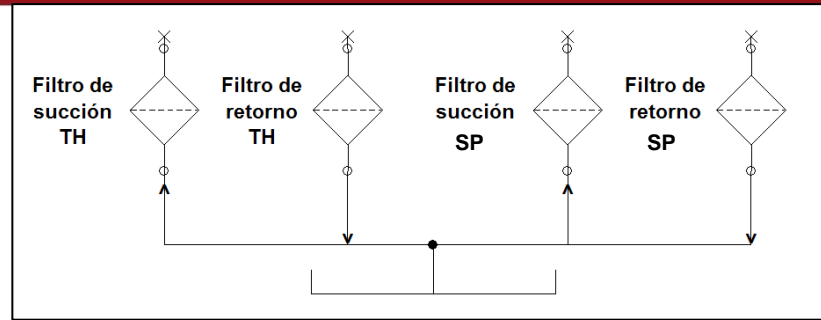 Filtro de
succión
TH
Filtro de
retorno
TH
Filtro de
succión
SP
Filtro de
retorno
SP